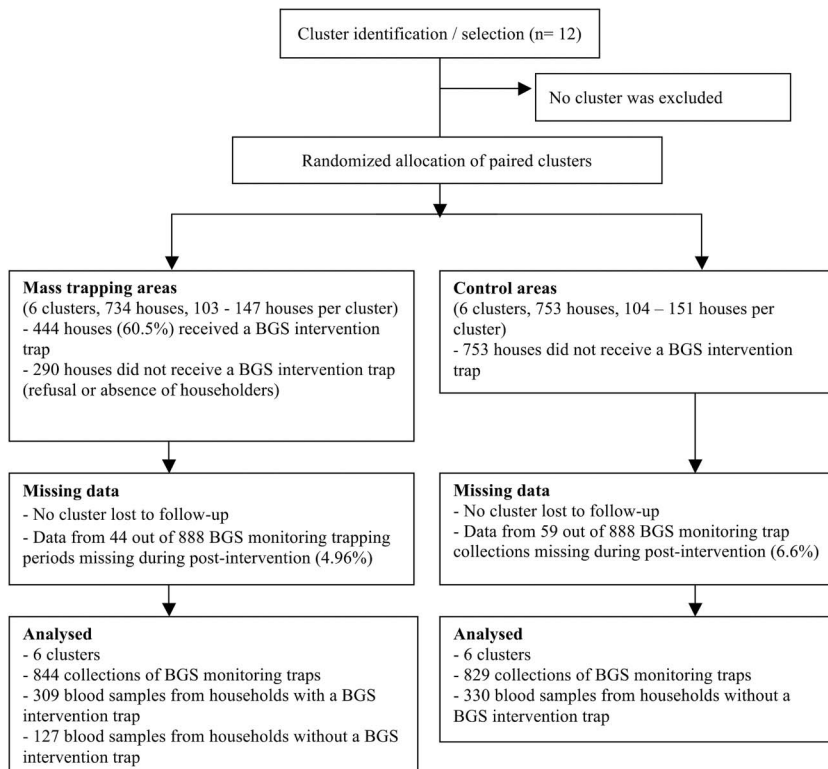 Cluster identification / selection (n= 12)
No cluster was excluded
Randomized allocation of paired clusters
Mass trapping areas
(6 clusters, 734 houses, 103 - 147 houses per cluster)
- 444 houses (60.5%) received a BGS intervention
trap
- 290 houses did not receive a BGS intervention trap
(refusal or absence of householders)
Control areas
(6 clusters, 753 houses, 104 – 151 houses per
cluster)
- 753 houses did not receive a BGS intervention
trap
Missing data
- No cluster lost to follow-up
- Data from 44 out of 888 BGS monitoring trapping
periods missing during post-intervention (4.96%)
Missing data
- No cluster lost to follow-up
- Data from 59 out of 888 BGS monitoring trap
collections missing during post-intervention (6.6%)
Analysed
- 6 clusters
- 844 collections of BGS monitoring traps
- 309 blood samples from households with a BGS
intervention trap
- 127 blood samples from households without a BGS
intervention trap
Analysed
- 6 clusters
- 829 collections of BGS monitoring traps
- 330 blood samples from households without a
BGS intervention trap